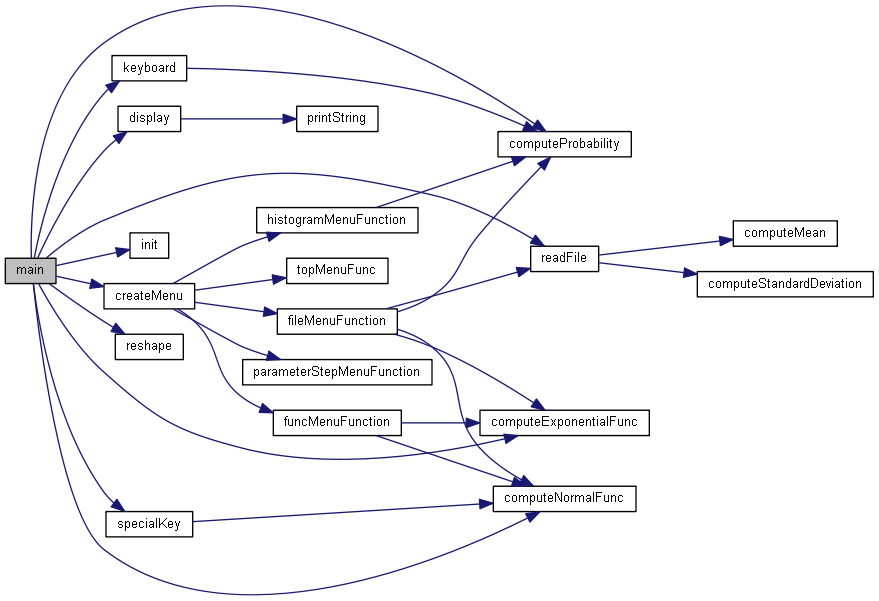 main
keyboard
display
init
createMenu
reshape
specialKey
printString
histogramMenuFunction
topMenuFunc
fileMenuFunction
parameterStepMenuFunction
funcMenuFunction
computeProbability
readFile
computeExponentialFunc
computeNormalFunc
computeMean
computeStandardDeviation